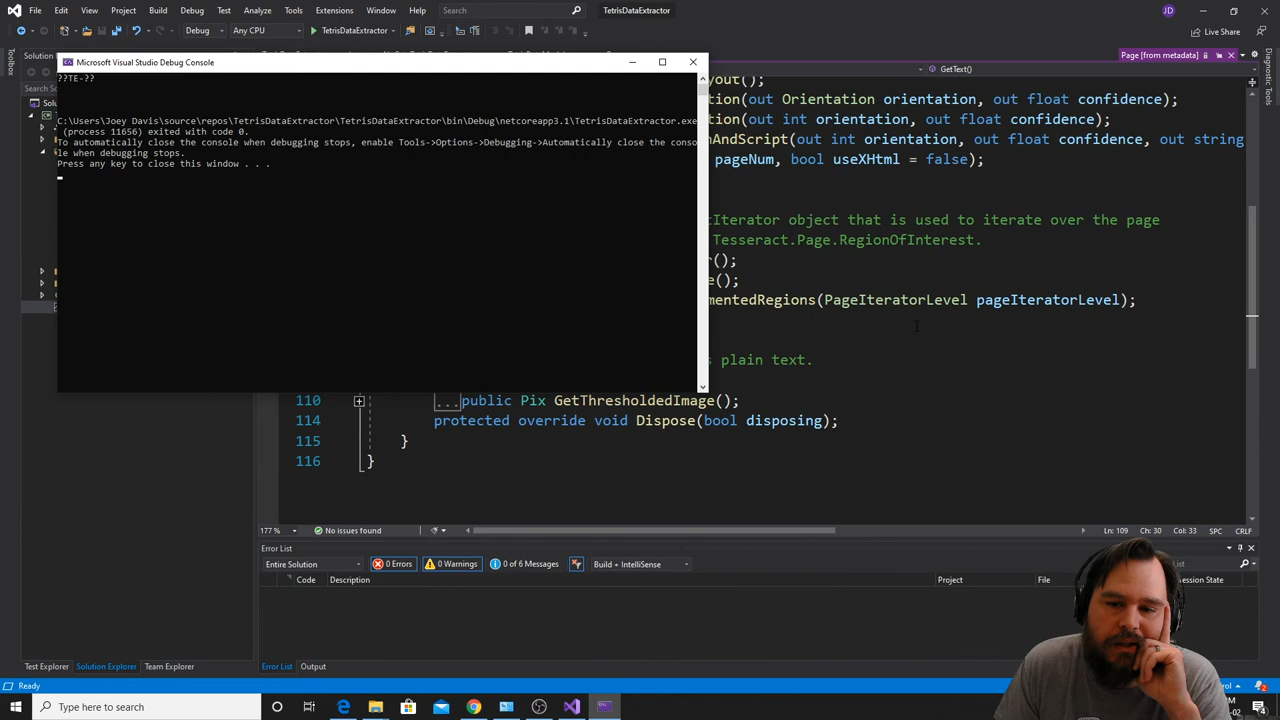 File Edit View Git Project Build Debug Test Analyze Tools Extensions Window Help Search TetrisDataExtractor JD
Debug Any CPU TetrisDataExtractor Live Share
Microsoft Visual Studio Debug Console
Page [from metadata]
GetText()
Diagnostic Tools
??TE-??
C:\Users\Joey Davis\source\repos\TetrisDataExtractor\TetrisDataExtractor\bin\Debug\netcoreapp3.1\TetrisDataExtractor.exe
(process 11656) exited with code 0.
To automatically close the console when debugging stops, enable Tools->Options->Debugging->Automatically close the conso
le when debugging stops.
Press any key to close this window . . .
yout();
tion(out Orientation orientation, out float confidence);
tion(out int orientation, out float confidence);
nAndScript(out int orientation, out float confidence, out string
pageNum, bool useXHtml = false);
tIterator object that is used to iterate over the page
Tesseract.Page.RegionOfInterest.
r();
e();
mentedRegions(PageIteratorLevel pageIteratorLevel);
s plain text.
110 ...public Pix GetThresholdedImage();
114 protected override void Dispose(bool disposing);
115 }
116 }
177 % No issues found Ln: 109 Ch: 30 Col: 33 SPC CRLF
Error List
Entire Solution 0 Errors 0 Warnings 0 of 6 Messages Build + IntelliSense
Code Description Project File
Test Explorer Solution Explorer Team Explorer Error List Output
Ready
Type here to search